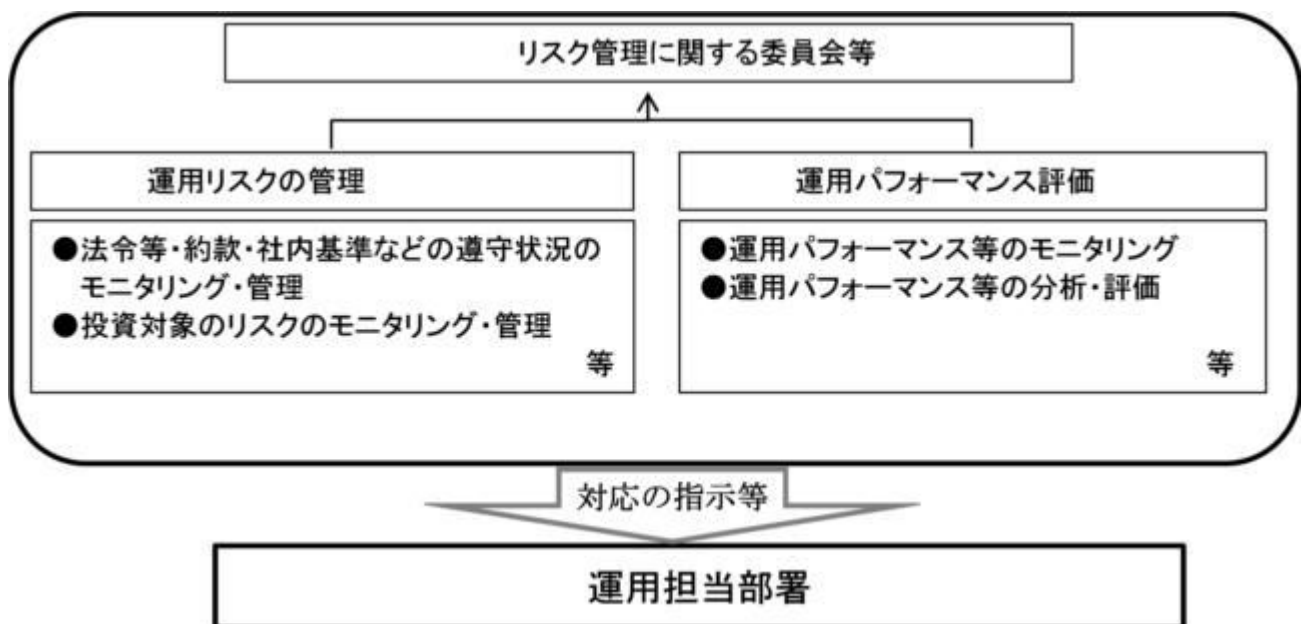 リスク管理に関する委員会等
運用リスクの管理
●法令等・約款・社内基準などの遵守状況の
モニタリング・管理
●投資対象のリスクのモニタリング・管理
等
運用パフォーマンス評価
●運用パフォーマンス等のモニタリング
●運用パフォーマンス等の分析・評価
等
対応の指示等
運用担当部署